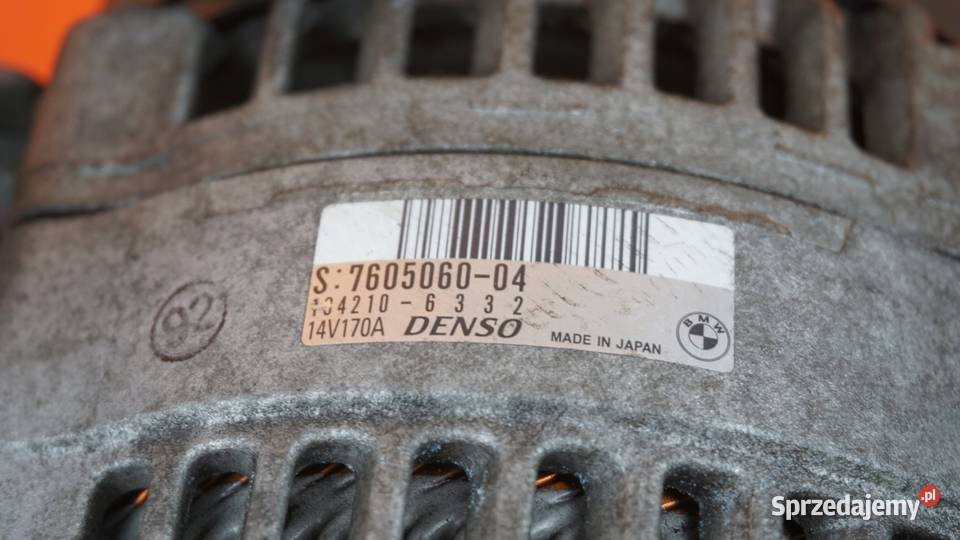 S:7605060-04
104210-6332
14V170A DENSO MADE IN JAPAN
BMW
92
Sprzedajemy.pl